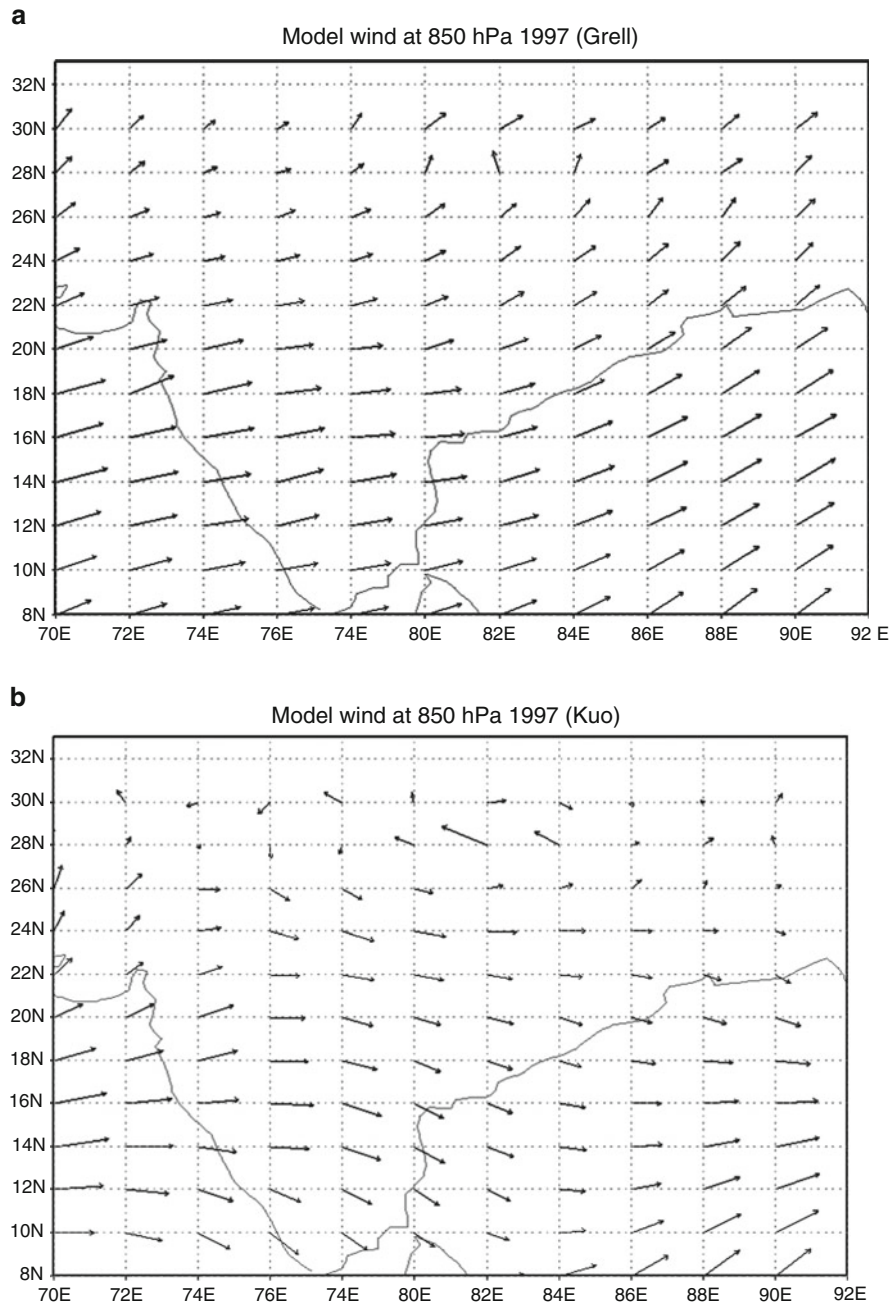 a
Model wind at 850 hPa 1997 (Grell)
32N
30N
28N
26N
24N
22N
20N
18N
16N
14N
12N
10N
8N
70E 72E 74E 76E 74E 80E 82E 84E 86E 88E 90E 92 E
b
Model wind at 850 hPa 1997 (Kuo)
32N
30N
28N
26N
24N
22N
20N
18N
16N
14N
12N
10N
8N
70E 72E 74E 76E 78E 80E 82E 84E 86E 88E 90E 92E